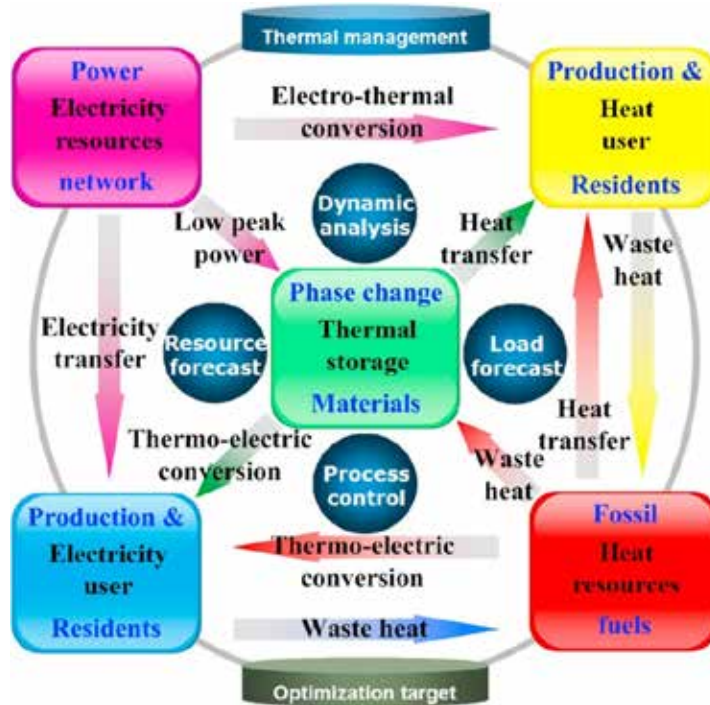 Thermal management
Power
Electricity
resources
network
Electro-thermal
conversion
Production &
Heat
user
Residents
Low peak
power
Dynamic
analysis
Heat
transfer
Waste
heat
Electricity
transfer
Resource
forecast
Phase change
Thermal
storage
Materials
Load
forecast
Heat
transfer
Thermo-electric
conversion
Process
control
Waste
heat
Production &
Electricity
user
Residents
Thermo-electric
conversion
Fossil
Heat
resources
fuels
Waste heat
Optimization target